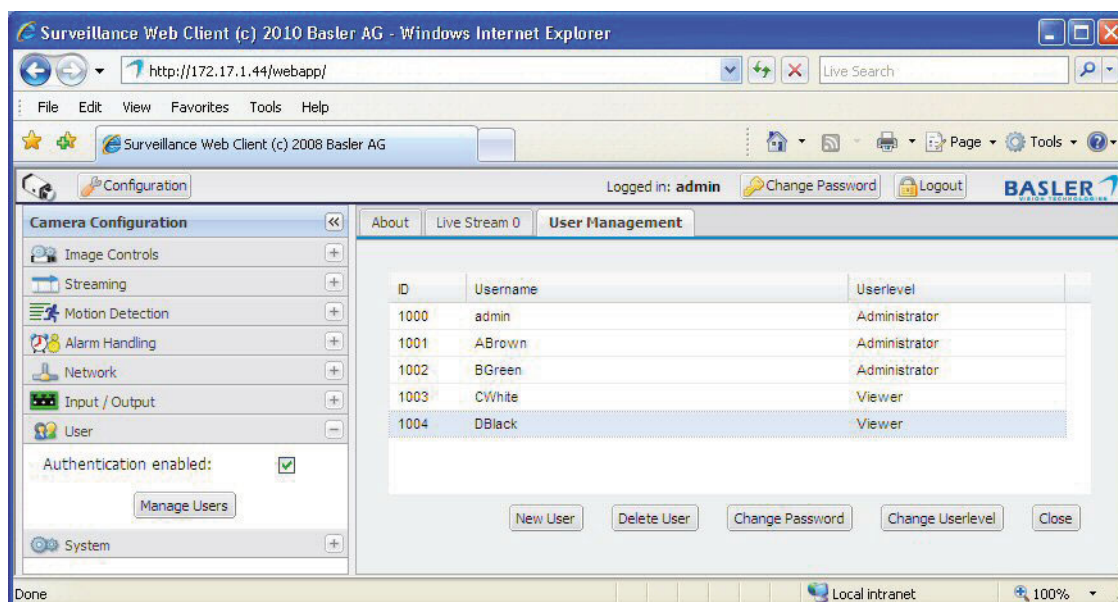 Surveillance Web Client (c) 2010 Basler AG - Windows Internet Explorer
http://172.17.1.44/webapp/ Live Search
File Edit View Favorites Tools Help
Surveillance Web Client (c) 2008 Basler AG Page Tools
Configuration Logged in: admin Change Password Logout BASLER
VISION TECHNOLOGIES
Camera Configuration About Live Stream 0 User Management
Image Controls
Streaming ID Username Userlevel
Motion Detection 1000 admin Administrator
Alarm Handling 1001 ABrown Administrator
Network 1002 BGreen Administrator
Input / Output 1003 CWhite Viewer
User 1004 DBlack Viewer
Authentication enabled:
Manage Users New User Delete User Change Password Change Userlevel Close
System
Done Local intranet 100%